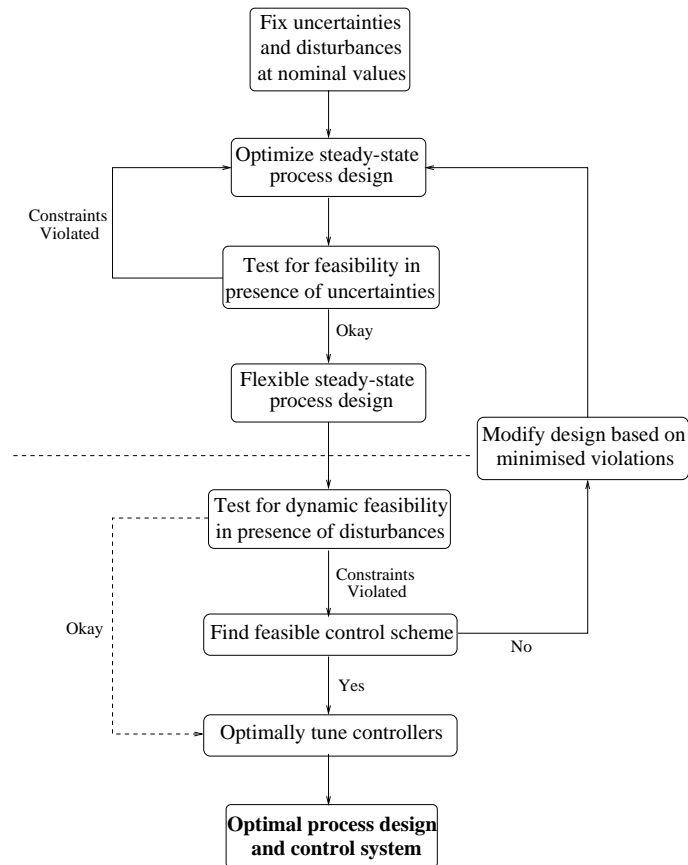 Fix uncertainties
and disturbances
at nominal values
Optimize steady-state
process design
Constraints
Violated
Test for feasibility in
presence of uncertainties
Okay
Flexible steady-state
process design
Modify design based on
minimised violations
Test for dynamic feasibility
in presence of disturbances
Constraints
Violated
Okay
Find feasible control scheme
No
Yes
Optimally tune controllers
Optimal process design
and control system